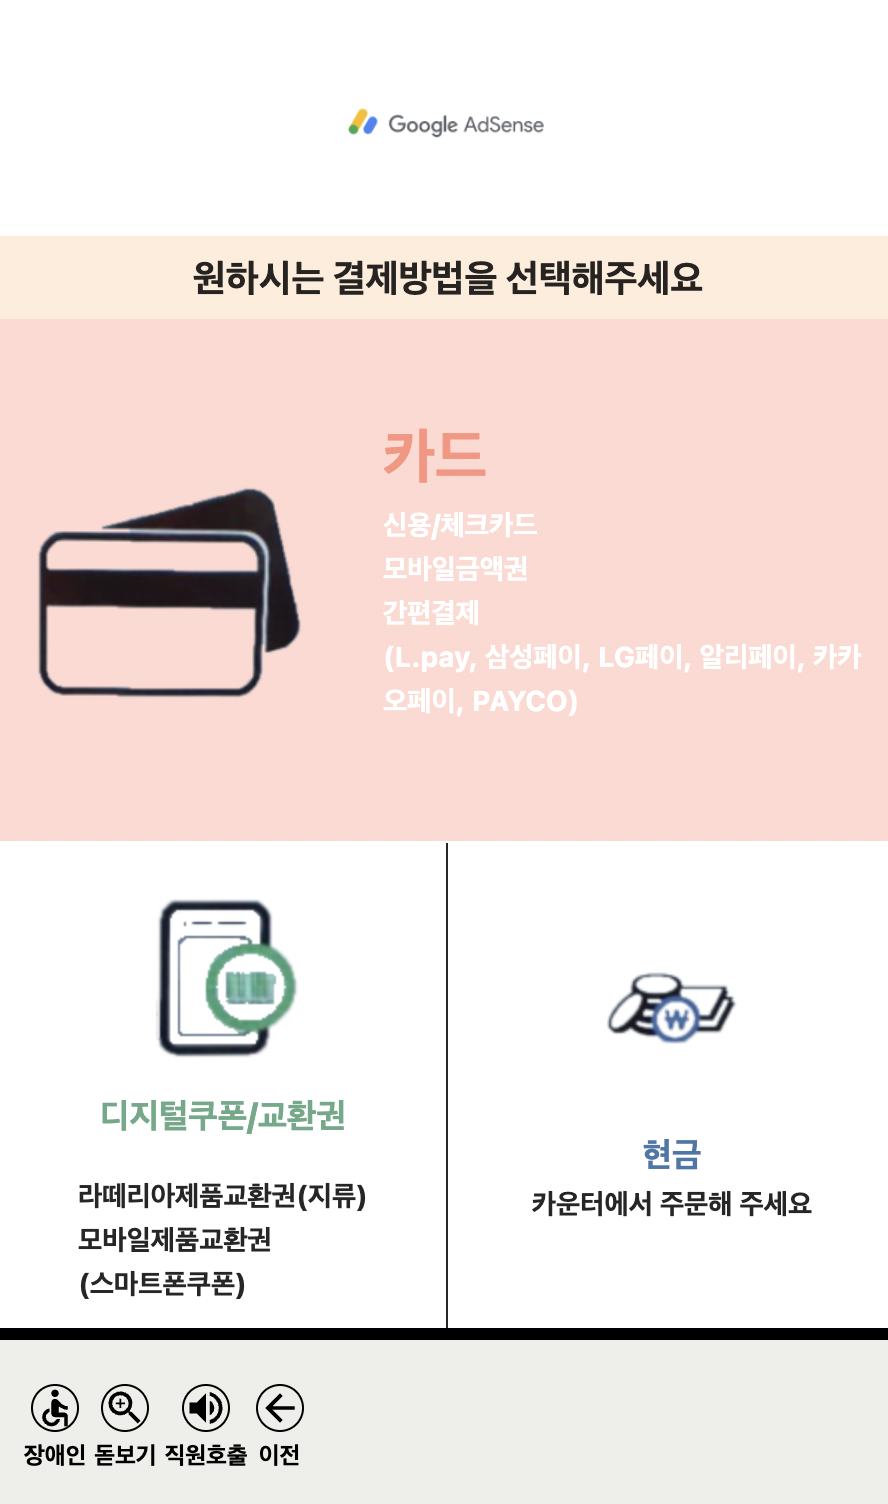 Google AdSense
원하시는 결제방법을 선택해주세요
카드
신용/체크카드
모바일금액권
간편결제
(L.pay, 삼성페이, LG페이, 알리페이, 카카
오페이, PAYCO)
디지털쿠폰/교환권
라떼리아제품교환권(지류)
모바일제품교환권
(스마트폰쿠폰)
₩
현금
카운터에서 주문해 주세요
장애인 돋보기 직원호출 이전